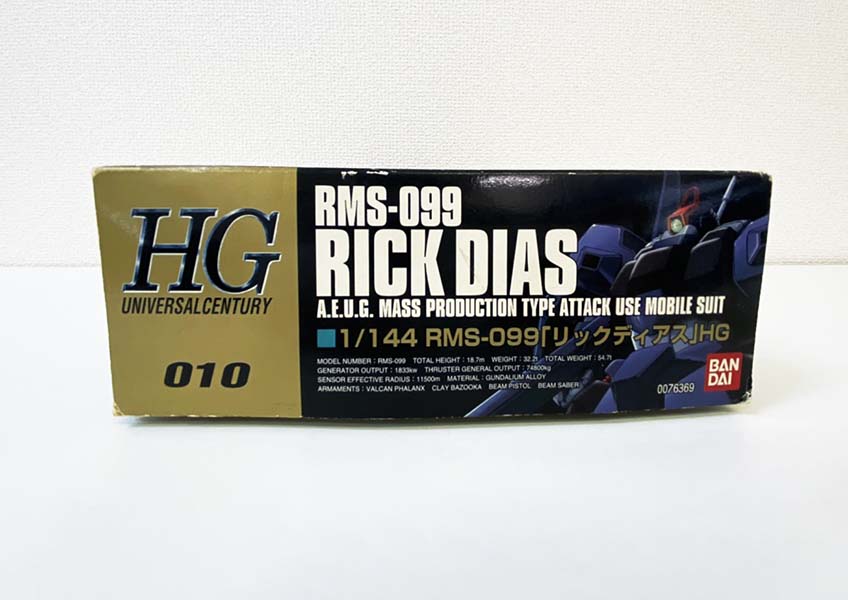 HG
UNIVERSAL CENTURY
010
RMS-099
RICK DIAS
A.E.U.G. MASS PRODUCTION TYPE ATTACK USE MOBILE SUIT
1/144 RMS-099「リックディアス」HG
MODEL NUMBER : RMS-099 TOTAL HEIGHT : 18.7m WEIGHT : 32.2t TOTAL WEIGHT : 54.7t
GENERATOR OUTPUT : 1833kw THRUSTER GENERAL OUTPUT : 74800kg
SENSOR EFFECTIVE RADIUS : 11500m MATERIAL : GUNDALIUM ALLOY
ARMAMENTS : VALCAN PHALANX CLAY BAZOOKA BEAM PISTOL BEAM SABER
0076369
BAN
DAI